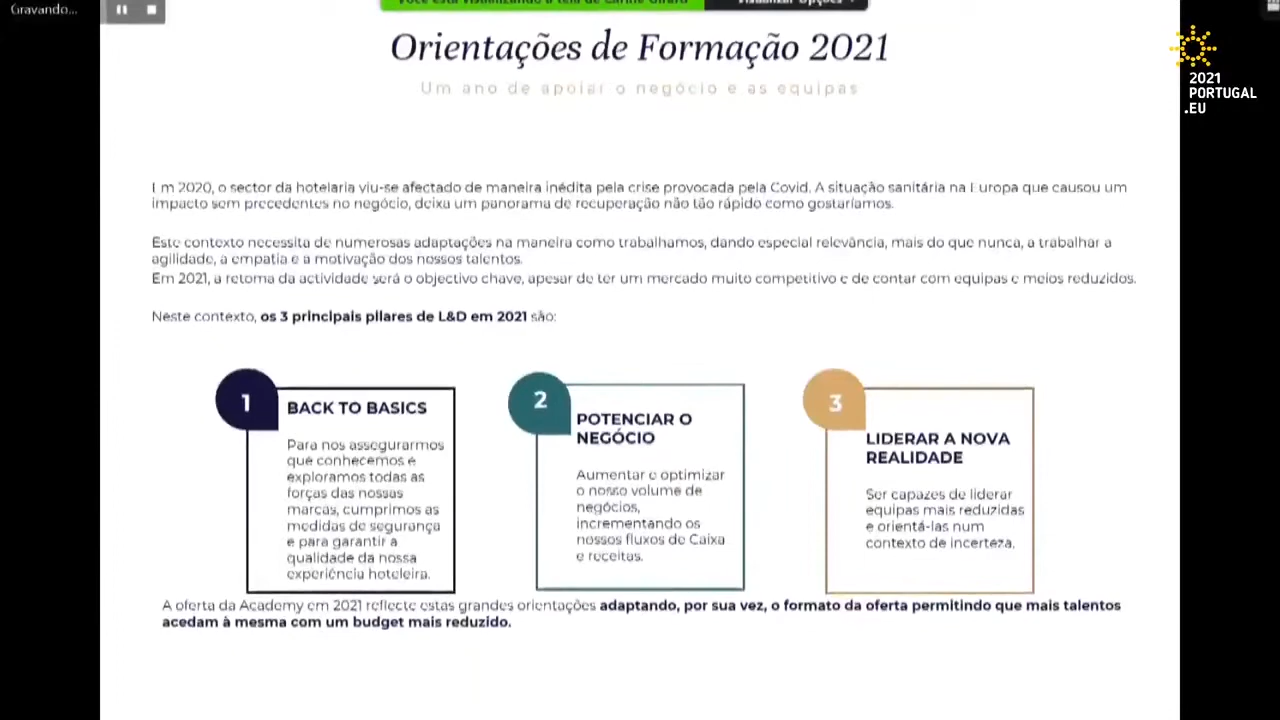 Gravando...
Você está visualizando a tela de
Visualizar Opções
Orientações de Formação 2021
Um ano de apoiar o negócio e as equipas
2021
PORTUGAL
.EU
Em 2020, o sector da hotelaria viu-se afectado de maneira inédita pela crise provocada pela Covid. A situação sanitária na Europa que causou um
impacto sem precedentes no negócio, deixa um panorama de recuperação não tão rápido como gostaríamos.
Este contexto necessita de numerosas adaptações na maneira como trabalhamos, dando especial relevância, mais do que nunca, a trabalhar a
agilidade, a empatia e a motivação dos nossos talentos.
Em 2021, a retoma da actividade será o objectivo chave, apesar de ter um mercado muito competitivo e de contar com equipas e meios reduzidos.
Neste contexto, os 3 principais pilares de L&D em 2021 são:
1
BACK TO BASICS
Para nos assegurarmos
que conhecemos e
exploramos todas as
forças das nossas
marcas, cumprimos as
medidas de segurança
e para garantir a
qualidade da nossa
experiência hoteleira.
2
POTENCIAR O
NEGÓCIO
Aumentar e optimizar
o nosso volume de
negócios,
incrementando os
nossos fluxos de Caixa
e receitas.
3
LIDERAR A NOVA
REALIDADE
Ser capazes de liderar
equipas mais reduzidas
e orientá-las num
contexto de incerteza.
A oferta da Academy em 2021 reflecte estas grandes orientações adaptando, por sua vez, o formato da oferta permitindo que mais talentos
acedam à mesma com um budget mais reduzido.